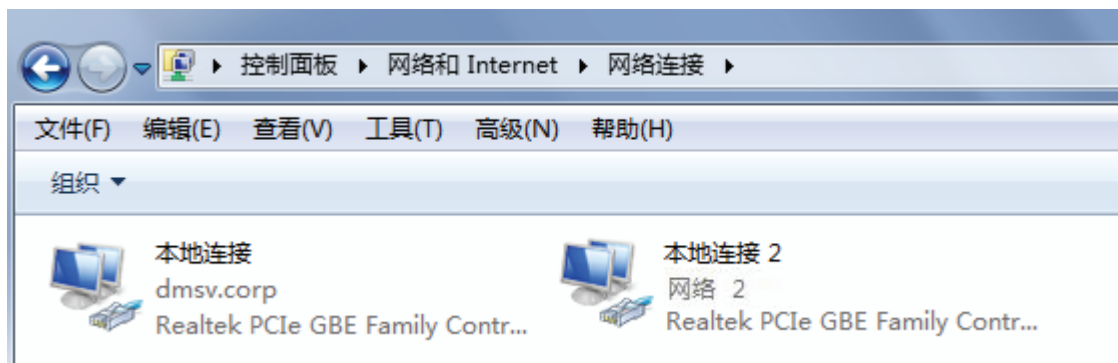 控制面板 网络和 Internet 网络连接
文件(F) 编辑(E) 查看(V) 工具(T) 高级(N) 帮助(H)
组织
本地连接
dmsv.corp
Realtek PCIe GBE Family Contr...
本地连接 2
网络 2
Realtek PCIe GBE Family Contr...